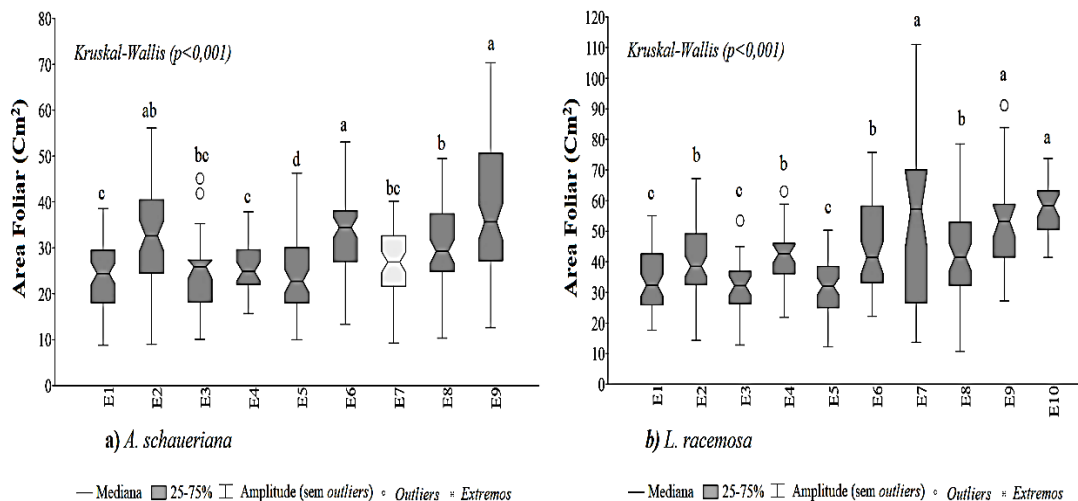 Kruskal-Wallis (p<0,001)
Area Foliar (Cm²)
80
70
60
50
40
30
20
10
0
c
ab
bc
c
d
a
bc
b
a
E1
E2
E3
E4
E5
E6
E7
E8
E9
a) A. schaueriana
Mediana 25-75% Amplitude (sem outliers) Outliers Extremos
Kruskal-Wallis (p<0,001)
Area Foliar (Cm²)
120
110
100
90
80
70
60
50
40
30
20
10
0
c
b
c
b
c
b
a
b
a
a
E1
E2
E3
E4
E5
E6
E7
E8
E9
E10
b) L. racemosa
Mediana 25-75% Amplitude (sem outliers) Outliers Extremos